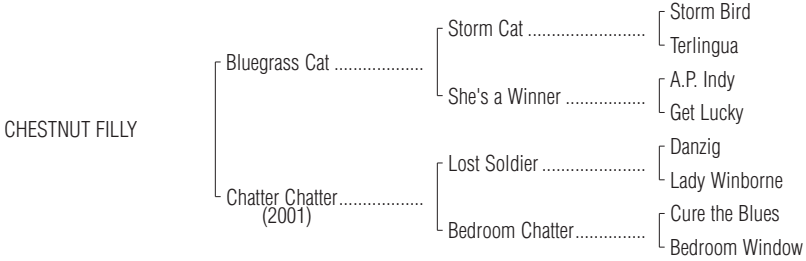 Storm Bird
Storm Cat ........................
Terlingua
Bluegrass Cat ...................
A.P. Indy
She's a Winner .................
Get Lucky
CHESTNUT FILLY
Danzig
Lost Soldier ......................
Lady Winborne
Chatter Chatter..................
(2001)
Cure the Blues
Bedroom Chatter...............
Bedroom Window